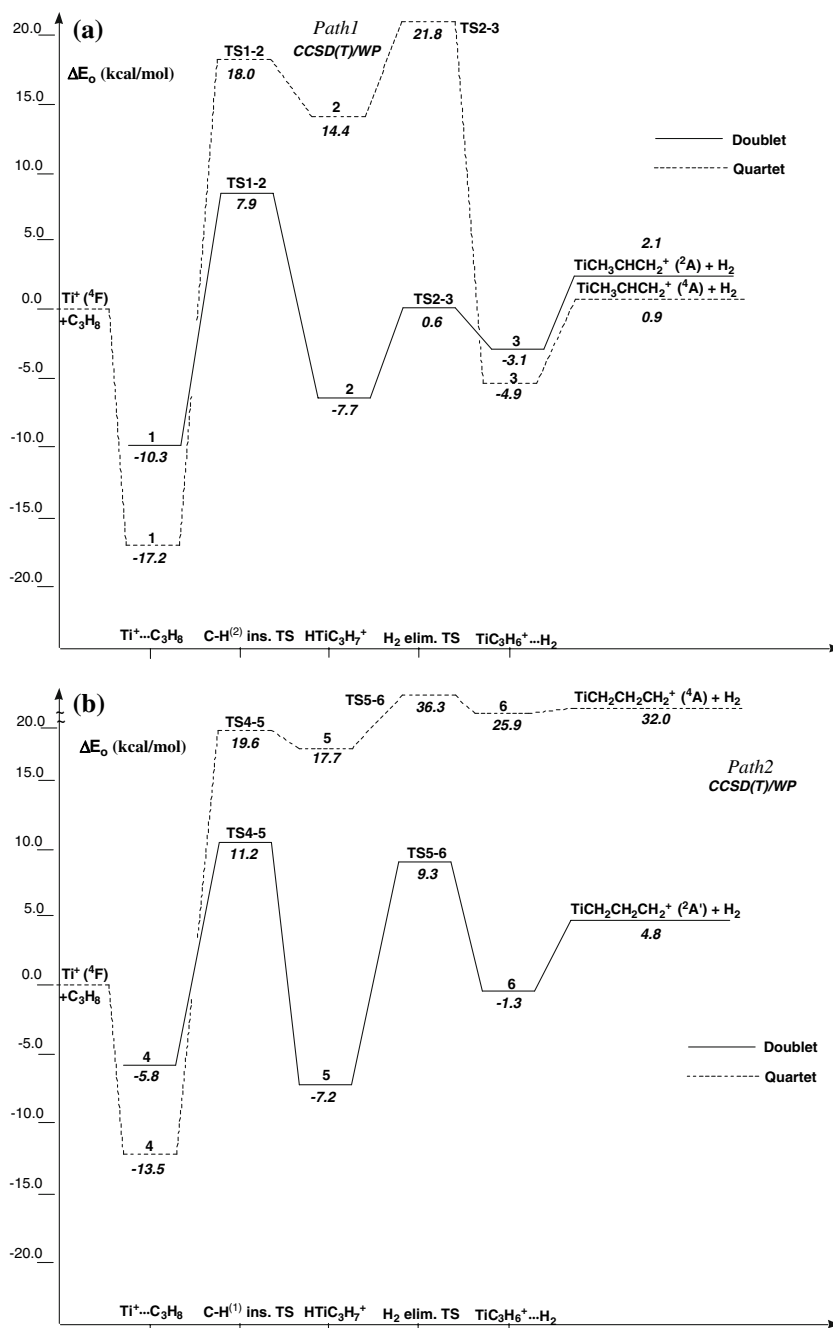 (a)
Path1
CCSD(T)/WP
ΔE₀ (kcal/mol)
20.0
15.0
10.0
5.0
0.0
-5.0
-10.0
-15.0
-20.0
Ti⁺ (⁴F)
+C₃H₈
1
-10.3
1
-17.2
TS1-2
18.0
TS1-2
7.9
2
14.4
2
-7.7
21.8
TS2-3
TS2-3
0.6
3
-3.1
3
-4.9
2.1
TiCH₃CHCH₂⁺ (²A) + H₂
TiCH₃CHCH₂⁺ (⁴A) + H₂
0.9
Doublet
Quartet
Ti⁺···C₃H₈ C-H⁽²⁾ ins. TS HTiC₃H₇⁺ H₂ elim. TS TiC₃H₆⁺···H₂
(b)
Path2
CCSD(T)/WP
ΔE₀ (kcal/mol)
20.0
15.0
10.0
5.0
0.0
-5.0
-10.0
-15.0
-20.0
Ti⁺ (⁴F)
+C₃H₈
4
-5.8
4
-13.5
TS4-5
19.6
TS4-5
11.2
5
17.7
5
-7.2
TS5-6
36.3
TS5-6
9.3
6
25.9
6
-1.3
TiCH₂CH₂CH₂⁺ (⁴A) + H₂
32.0
TiCH₂CH₂CH₂⁺ (²A') + H₂
4.8
Doublet
Quartet
Ti⁺···C₃H₈ C-H⁽¹⁾ ins. TS HTiC₃H₇⁺ H₂ elim. TS TiC₃H₆⁺···H₂